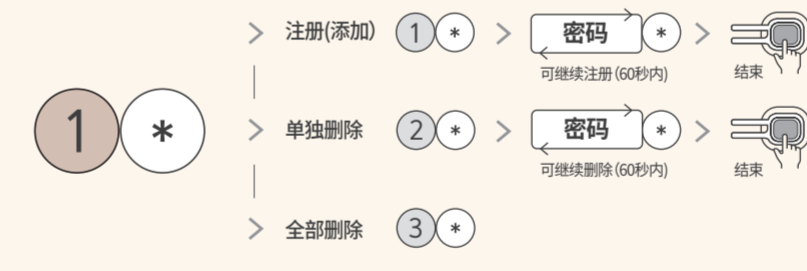 注册(添加) 1 * 密码 *
可继续注册(60秒内) 结束
1 * 单独删除 2 * 密码 *
可继续删除(60秒内) 结束
全部删除 3 *